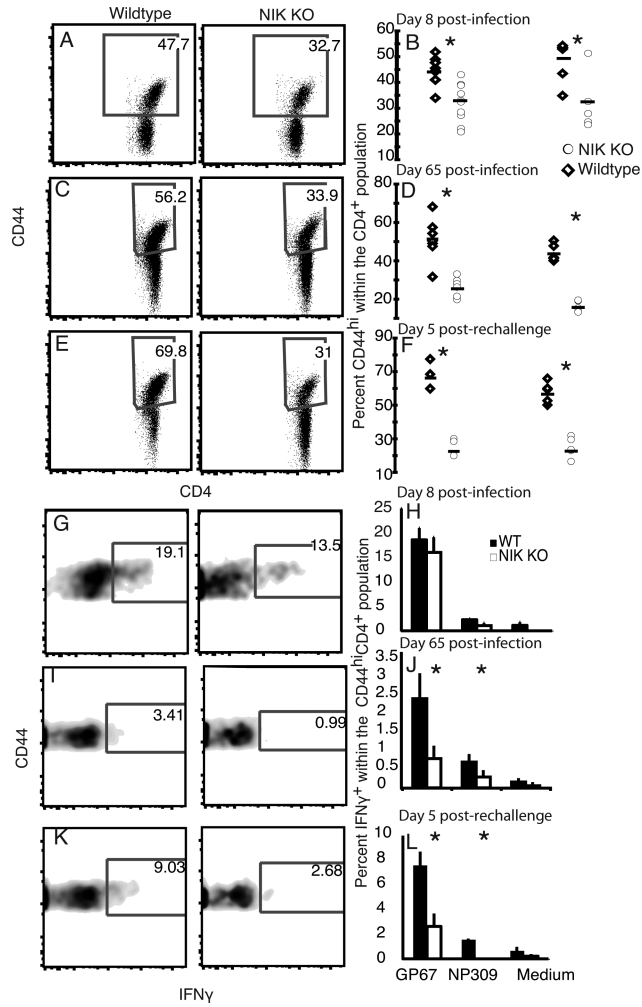 Wildtype NIK KO
A 47.7 32.7
Day 8 post-infection
B
60
50
40
30
20
10
* *
NIK KO
Wildtype
C 56.2 33.9
Day 65 post-infection
D
80
60
40
20
* *
E 69.8 31
Day 5 post-rechallenge
F
90
70
50
30
10
* *
CD44
CD4
Percent CD44hi within the CD4+ population
G 19.1 13.5
Day 8 post-infection
H
25
20
15
10
5
0
WT
NIK KO
I 3.41 0.99
Day 65 post-infection
J
3.5
2.5
1.5
0.5
0
* *
K 9.03 2.68
Day 5 post-rechallenge
L
10
8
6
4
2
0
* *
GP67 NP309 Medium
CD44
IFNγ
Percent IFNγ+ within the CD44hiCD4+ population